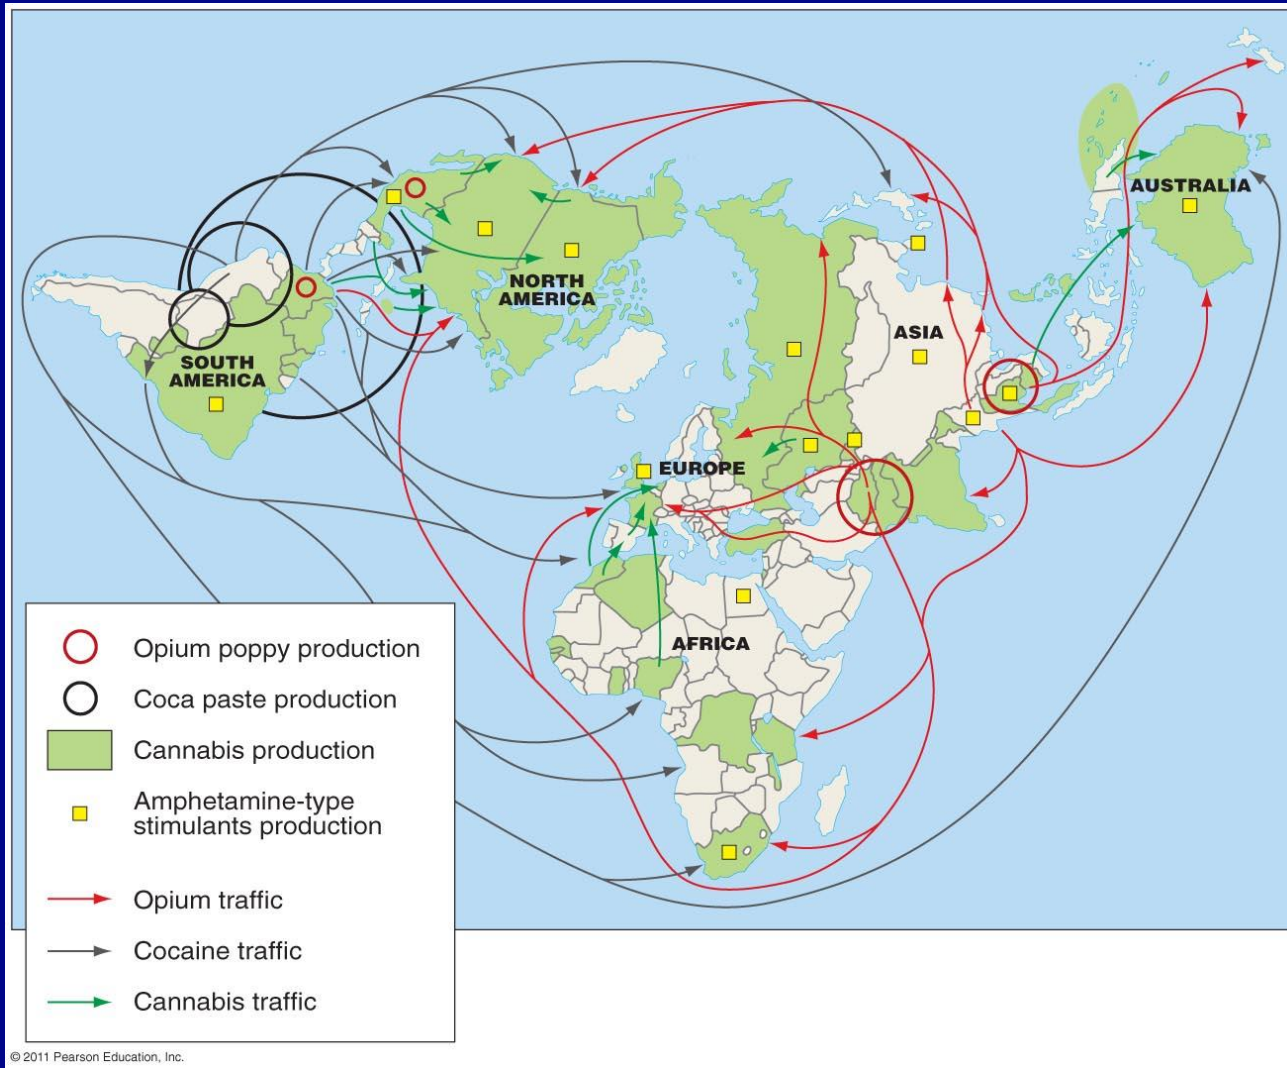 AUSTRALIA
NORTH
AMERICA
ASIA
SOUTH
AMERICA
EUROPE
AFRICA
Opium poppy production
Coca paste production
Cannabis production
Amphetamine-type
stimulants production
Opium traffic
Cocaine traffic
Cannabis traffic
© 2011 Pearson Education, Inc.